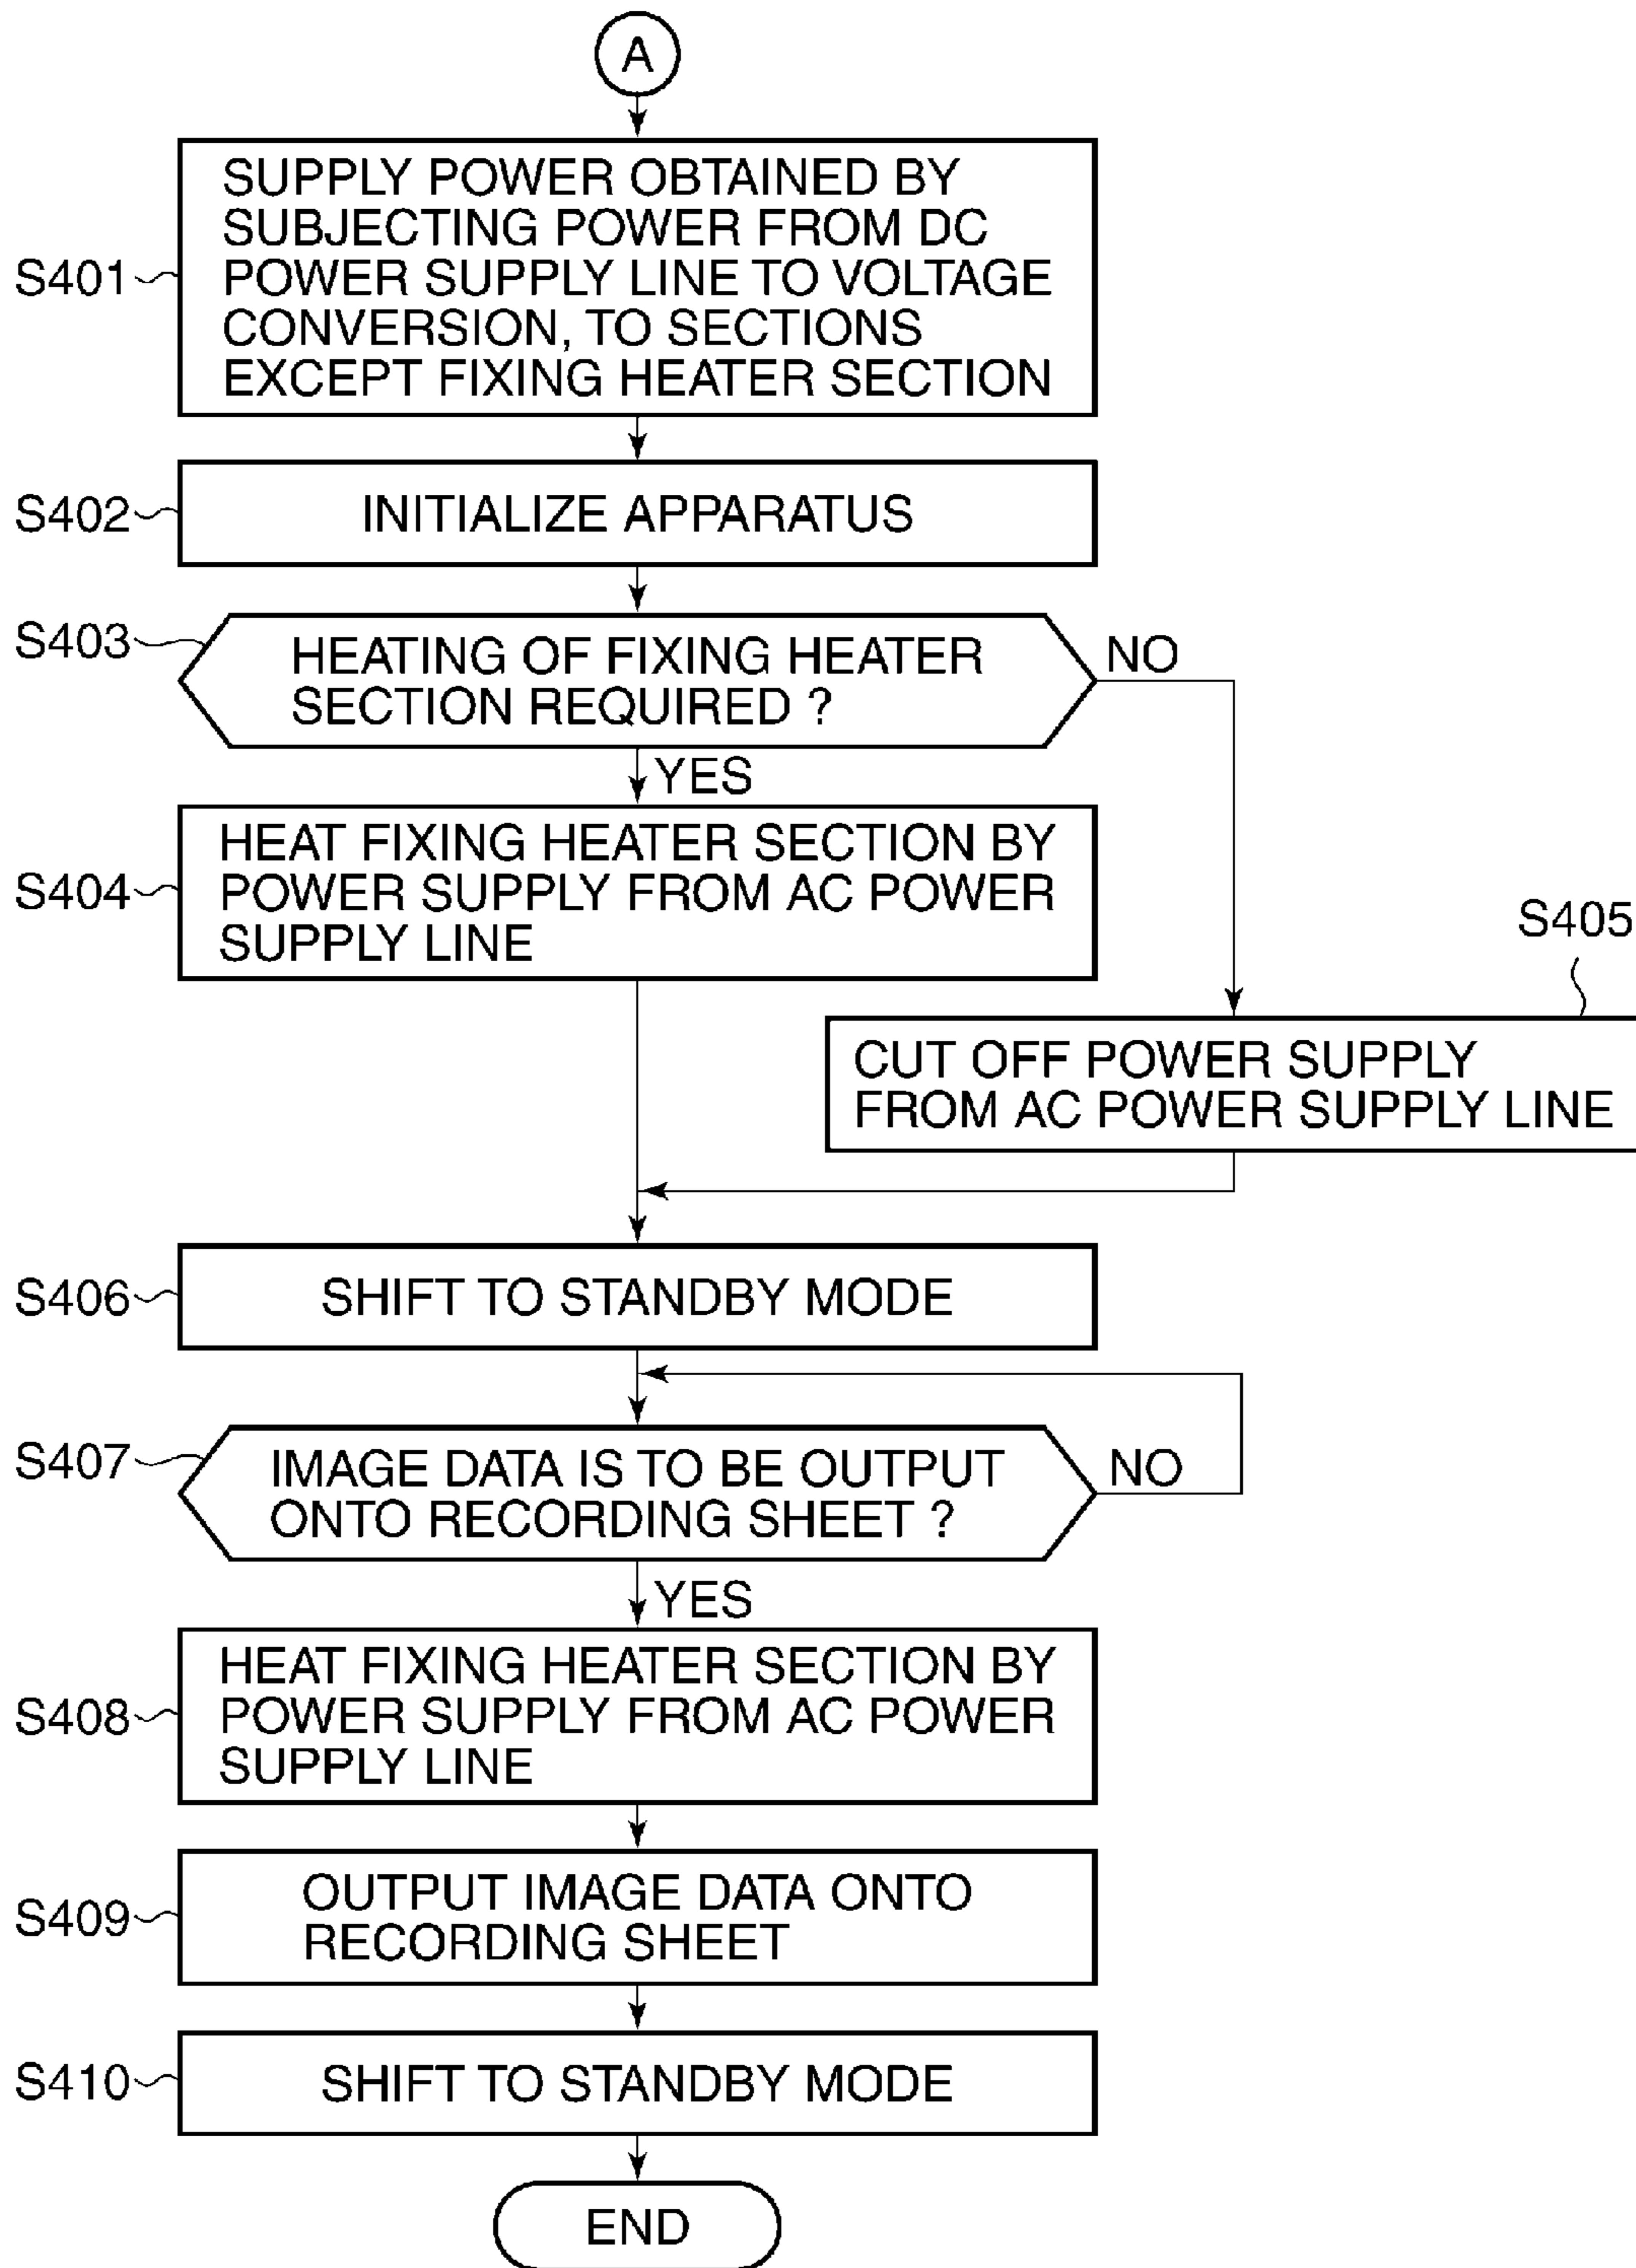 A
S401
SUPPLY POWER OBTAINED BY
SUBJECTING POWER FROM DC
POWER SUPPLY LINE TO VOLTAGE
CONVERSION, TO SECTIONS
EXCEPT FIXING HEATER SECTION
S402
INITIALIZE APPARATUS
S403
HEATING OF FIXING HEATER
SECTION REQUIRED ?
NO
YES
S404
HEAT FIXING HEATER SECTION BY
POWER SUPPLY FROM AC POWER
SUPPLY LINE
S405
CUT OFF POWER SUPPLY
FROM AC POWER SUPPLY LINE
S406
SHIFT TO STANDBY MODE
S407
IMAGE DATA IS TO BE OUTPUT
ONTO RECORDING SHEET ?
NO
YES
S408
HEAT FIXING HEATER SECTION BY
POWER SUPPLY FROM AC POWER
SUPPLY LINE
S409
OUTPUT IMAGE DATA ONTO
RECORDING SHEET
S410
SHIFT TO STANDBY MODE
END